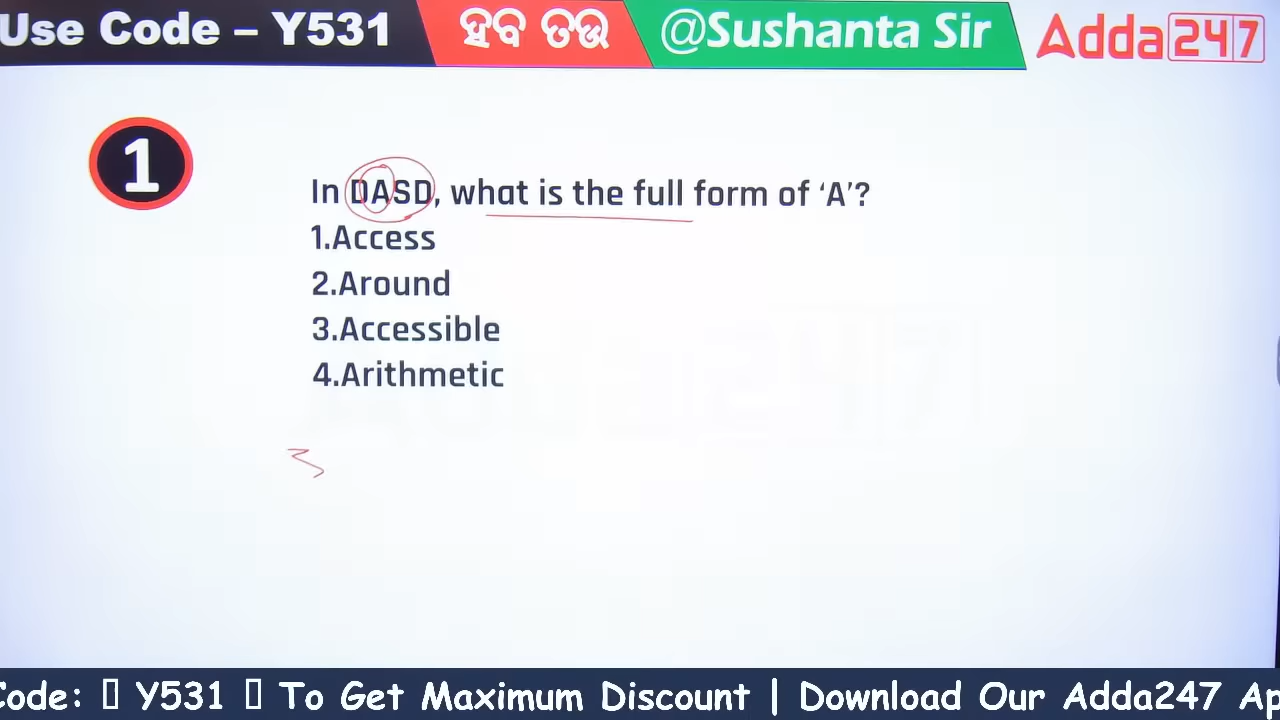 Use Code – Y531
ହବ ତଉ
@Sushanta Sir
Adda247
1
In DASD, what is the full form of ‘A’?
1.Access
2.Around
3.Accessible
4.Arithmetic
Code: Y531 To Get Maximum Discount | Download Our Adda247 Ap